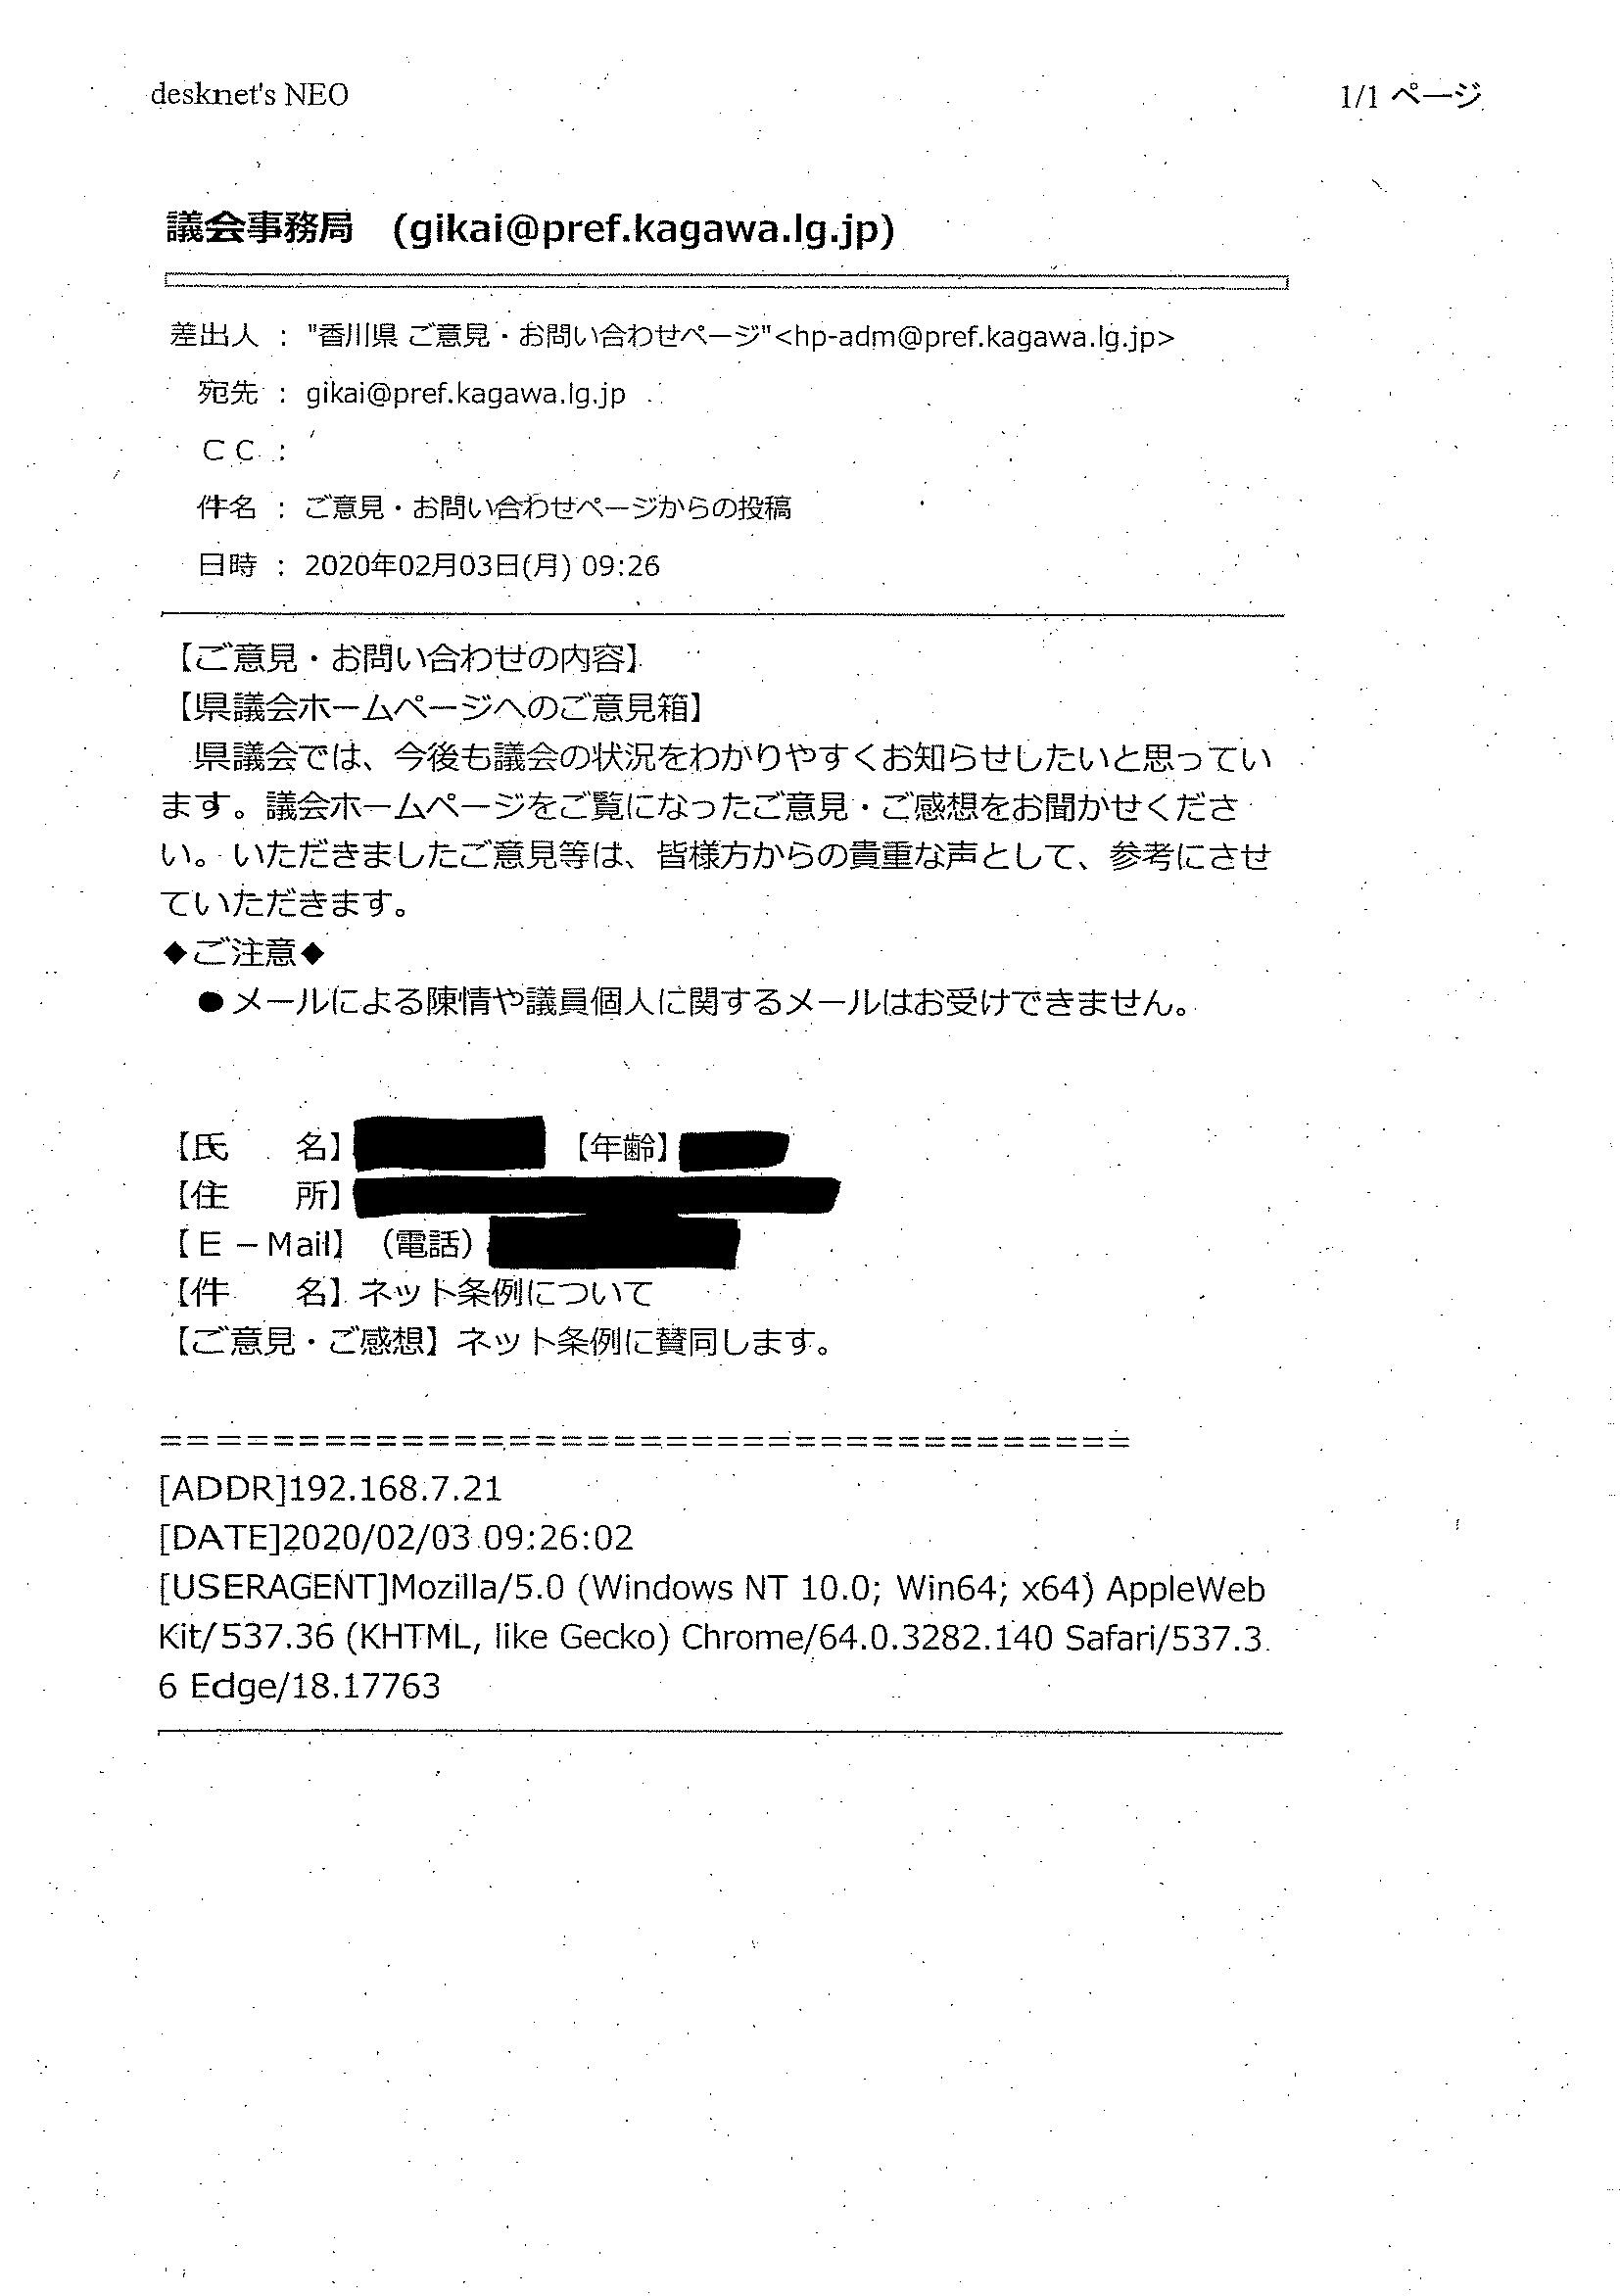 desknet's NEO 1/1 ページ
議会事務局 (gikai@pref.kagawa.lg.jp)
差出人 : "香川県 ご意見・お問い合わせページ"<hp-adm@pref.kagawa.lg.jp>
宛先 : gikai@pref.kagawa.lg.jp
ＣＣ :
件名 : ご意見・お問い合わせページからの投稿
日時 : 2020年02月03日(月) 09:26
【ご意見・お問い合わせの内容】
【県議会ホームページへのご意見箱】
　県議会では、今後も議会の状況をわかりやすくお知らせしたいと思ってい
ます。議会ホームページをご覧になったご意見・ご感想をお聞かせくださ
い。いただきましたご意見等は、皆様方からの貴重な声として、参考にさせ
ていただきます。
◆ご注意◆
　●メールによる陳情や議員個人に関するメールはお受けできません。
【氏　　名】 【年齢】
【住　　所】
【Ｅ－Mail】（電話）
【件　　名】ネット条例について
【ご意見・ご感想】ネット条例に賛同します。
=====================================
[ADDR]192.168.7.21
[DATE]2020/02/03 09:26:02
[USERAGENT]Mozilla/5.0 (Windows NT 10.0; Win64; x64) AppleWeb
Kit/537.36 (KHTML, like Gecko) Chrome/64.0.3282.140 Safari/537.3
6 Edge/18.17763